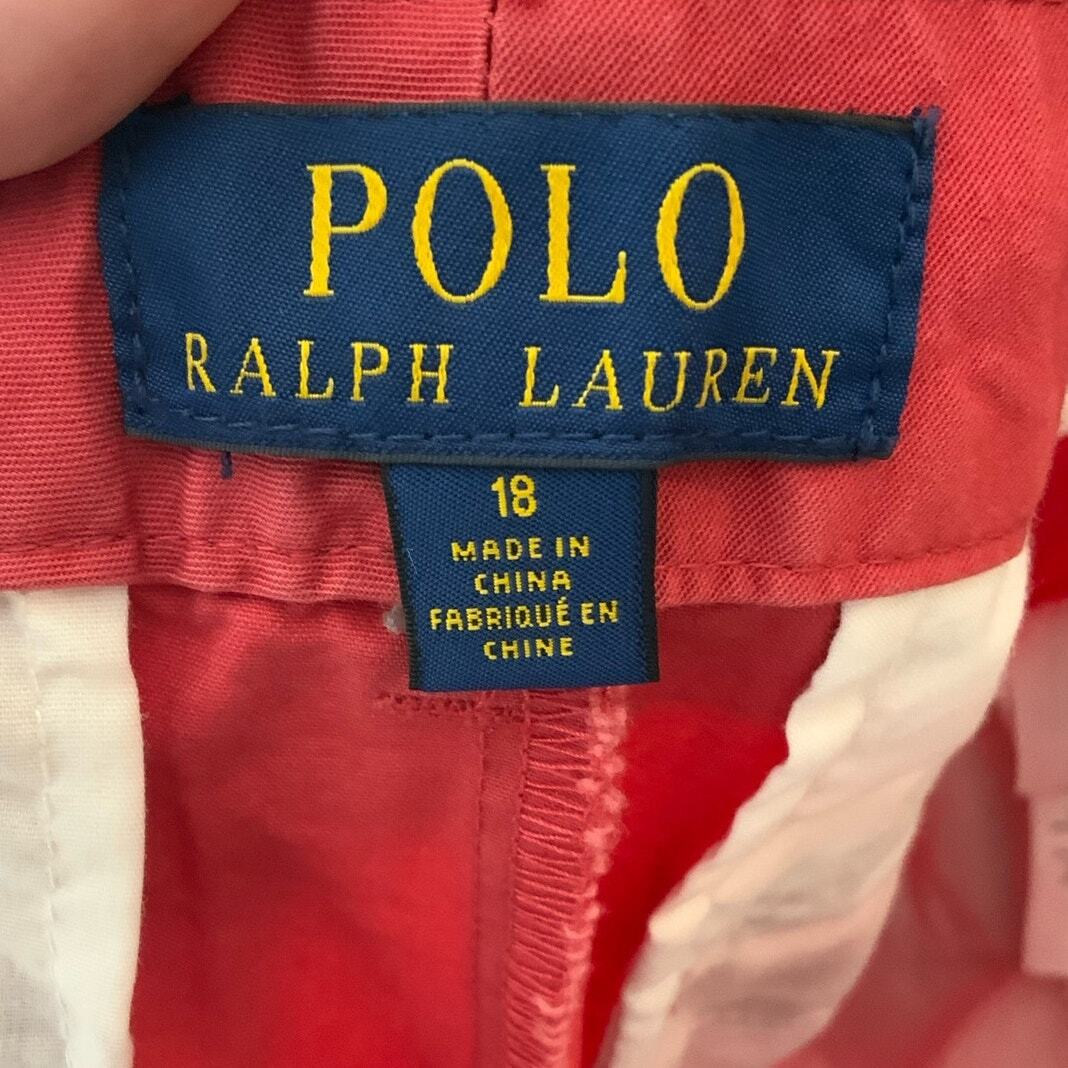 POLO
RALPH LAUREN
18
MADE IN
CHINA
FABRIQUÉ EN
CHINE